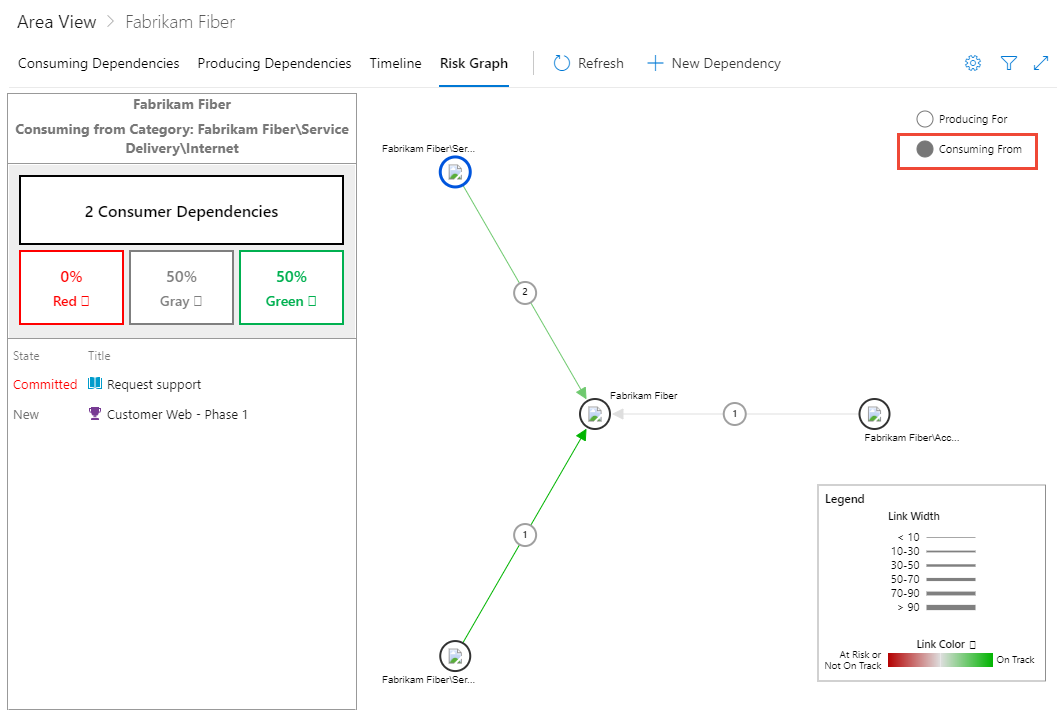 Area View > Fabrikam Fiber
Consuming Dependencies Producing Dependencies Timeline Risk Graph Refresh New Dependency
Fabrikam Fiber
Consuming from Category: Fabrikam Fiber\Service
Delivery\Internet
2 Consumer Dependencies
0%
Red
50%
Gray
50%
Green
State Title
Committed Request support
New Customer Web - Phase 1
Producing For
Consuming From
Fabrikam Fiber\Ser...
2
Fabrikam Fiber
1
Fabrikam Fiber\Acc...
1
Fabrikam Fiber\Ser...
Legend
Link Width
< 10
10-30
30-50
50-70
70-90
> 90
Link Color
At Risk or
Not On Track
On Track